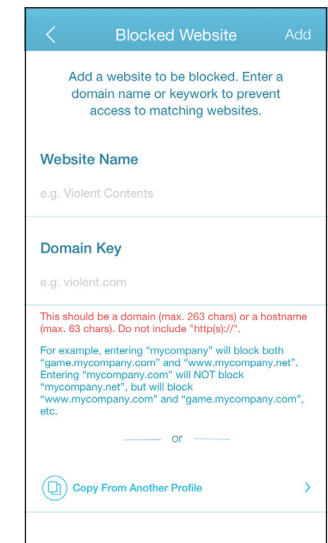 Blocked Website Add
Add a website to be blocked. Enter a
domain name or keywork to prevent
access to matching websites.
Website Name
e.g. Violent Contents
Domain Key
e.g. violent.com
This should be a domain (max. 263 chars) or a hostname
(max. 63 chars). Do not include "http(s)://".
For example, entering "mycompany" will block both
"game.mycompany.com" and "www.mycompany.net".
Entering "mycompany.com" will NOT block
"mycompany.net", but will block
"www.mycompany.com" and "game.mycompany.com",
etc.
or
Copy From Another Profile